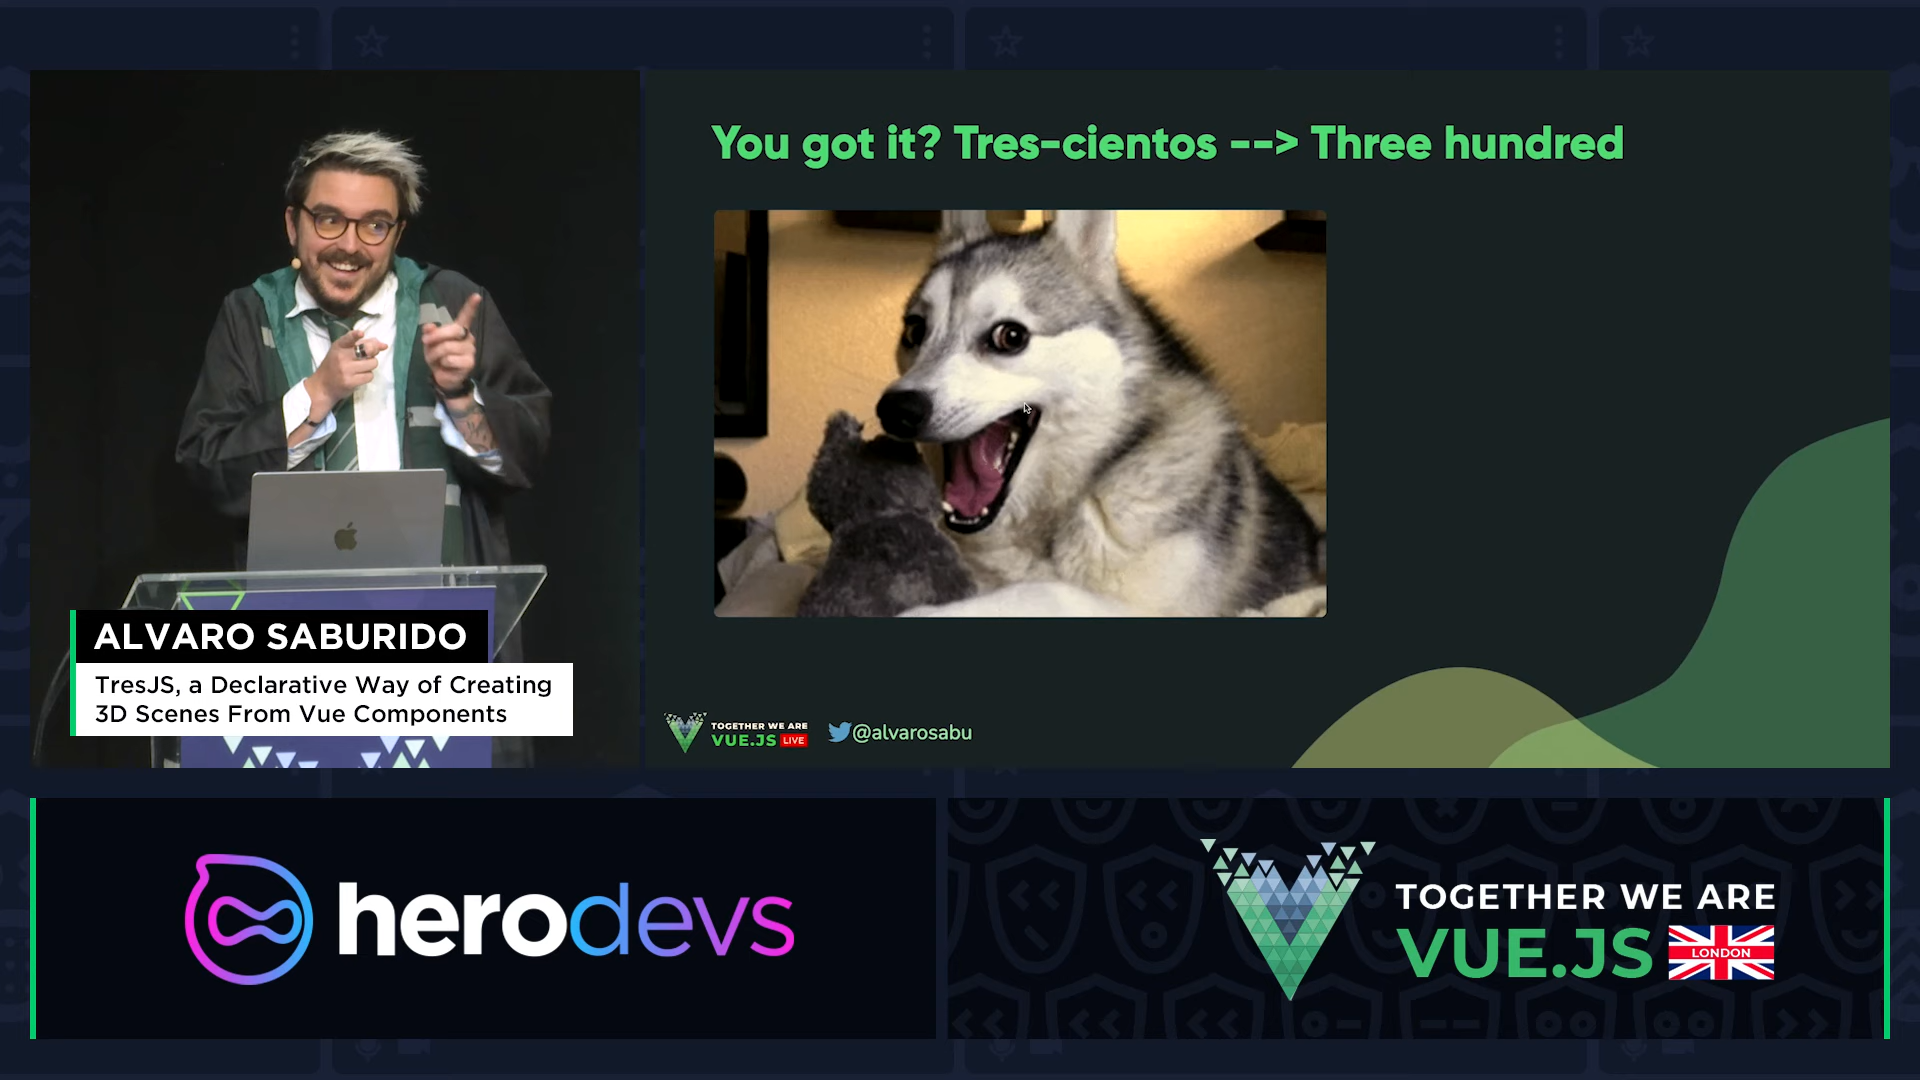 You got it? Tres-cientos --> Three hundred
ALVARO SABURIDO
TresJS, a Declarative Way of Creating
3D Scenes From Vue Components
TOGETHER WE ARE
VUE.JS LIVE
@alvarosabu
herodevs
TOGETHER WE ARE
VUE.JS LONDON